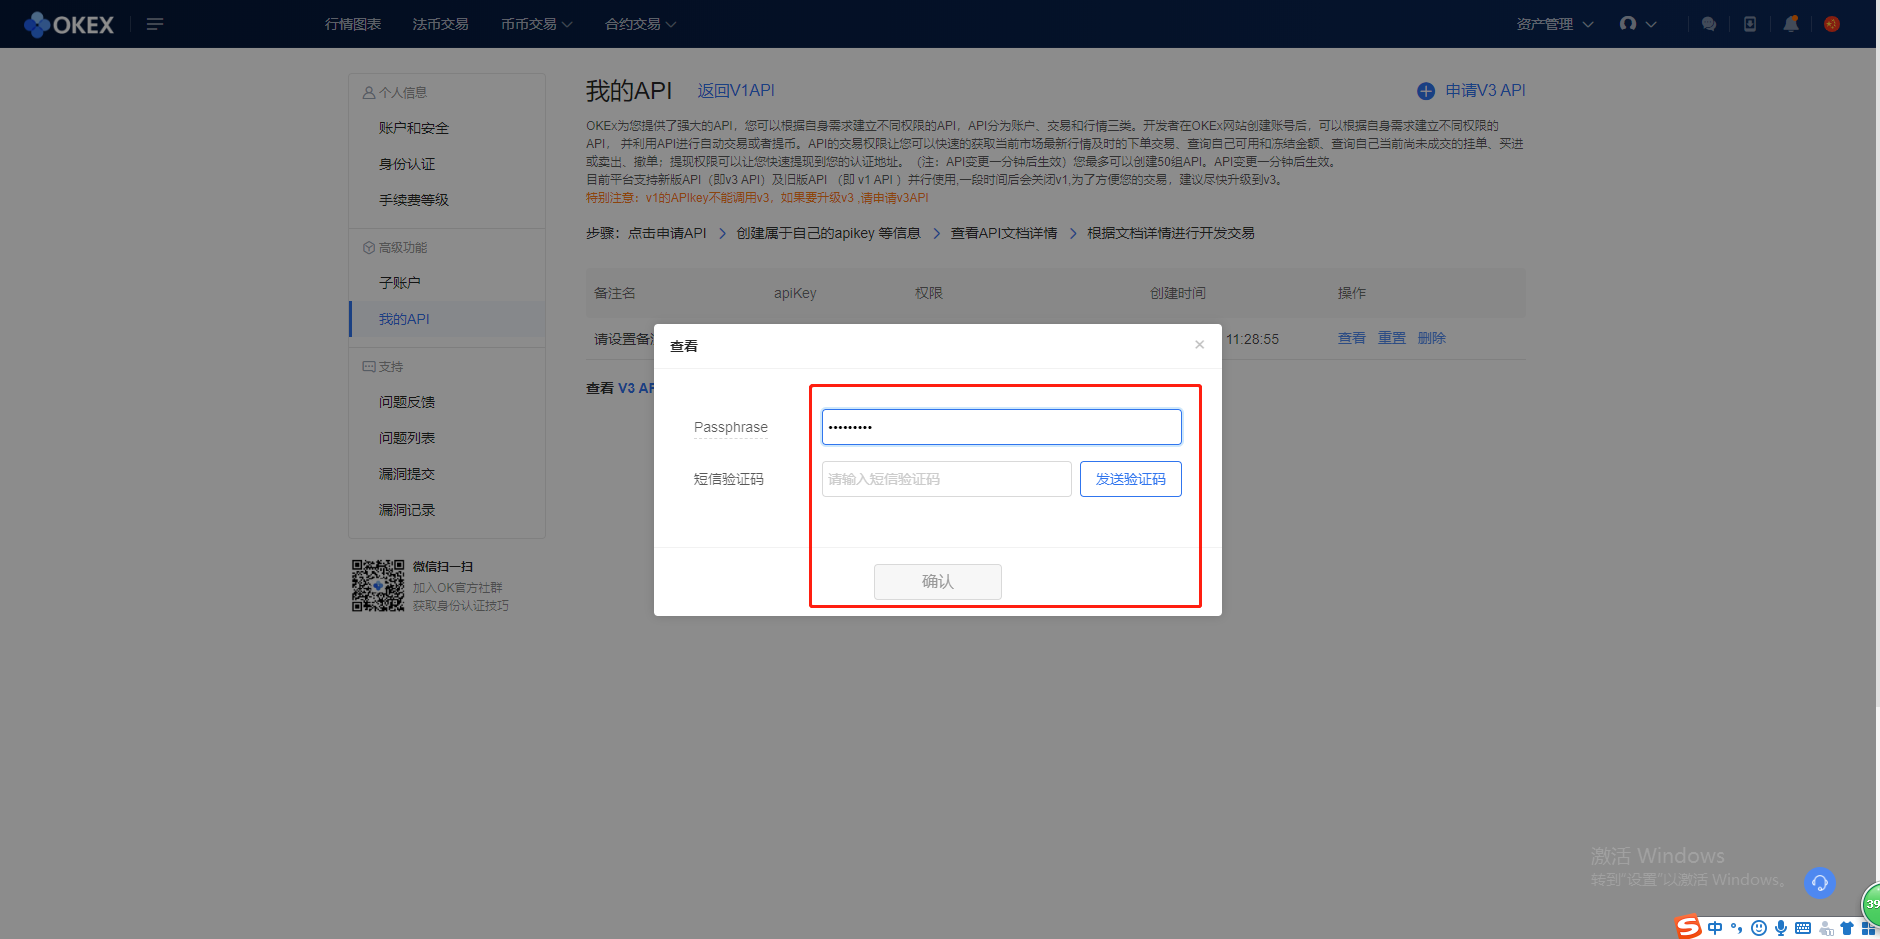 OKEX
行情图表 法币交易 币币交易 合约交易 资产管理
个人信息
账户和安全
身份认证
手续费等级
高级功能
子账户
我的API
支持
问题反馈
问题列表
漏洞提交
漏洞记录
微信扫一扫
加入OK官方社群
获取身份认证技巧
我的API 返回V1API 申请V3 API
OKEx为您提供了强大的API，您可以根据自身需求建立不同权限的API，API分为账户、交易和行情三类。开发者在OKEx网站创建账号后，可以根据自身需求建立不同权限的
API， 并利用API进行自动交易或者提币。API的交易权限让您可以快速的获取当前市场最新行情及时的下单交易、查询自己可用和冻结金额、查询自己当前尚未成交的挂单、买进
或卖出、撤单；提现权限可以让您快速提现到您的认证地址。（注：API变更一分钟后生效）您最多可以创建50组API。API变更一分钟后生效。
目前平台支持新版API（即v3 API）及旧版API （即 v1 API ）并行使用,一段时间后会关闭v1,为了方便您的交易，建议尽快升级到v3。
特别注意：v1的APIkey不能调用v3，如果要升级v3 ,请申请v3API
步骤：点击申请API > 创建属于自己的apikey 等信息 > 查看API文档详情 > 根据文档详情进行开发交易
备注名 apiKey 权限 创建时间 操作
请设置备 11:28:55 查看 重置 删除
查看 V3 AP
查看 ×
Passphrase •••••••••
短信验证码 请输入短信验证码 发送验证码
确认
激活 Windows
转到"设置"以激活 Windows。
39
S 中